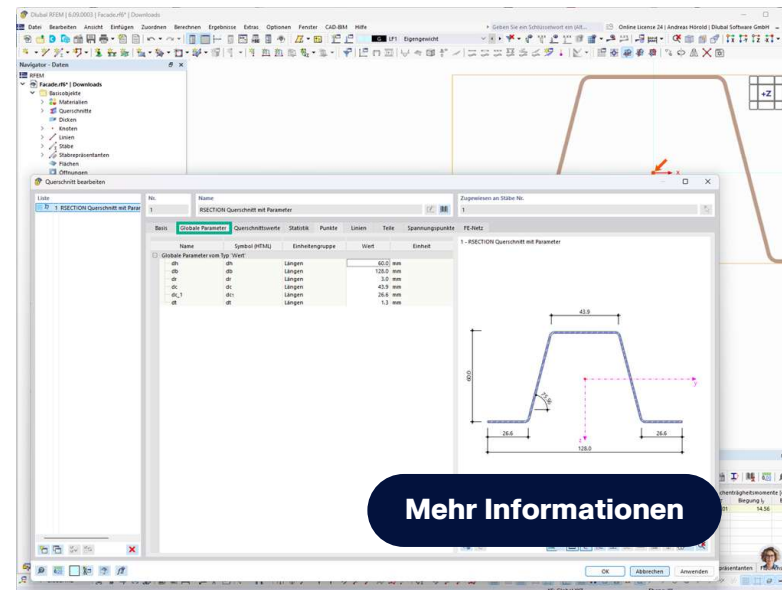 Dlubal RFEM | 6.09.0003 | Facade.rf6* | Downloads
Datei Bearbeiten Ansicht Einfügen Zuordnen Berechnen Ergebnisse Extras Optionen Fenster CAD-BIM Hilfe
Online License 24 | Andreas Hörold | Dlubal Software GmbH
G LF1 Eigengewicht
Navigator - Daten
RFEM
Facade.rf6* | Downloads
Basisobjekte
Materialien
Querschnitte
Dicken
Knoten
Linien
Stäbe
Stabrepräsentanten
Flächen
Öffnungen
+Z
Querschnitt bearbeiten
Liste
1 RSECTION Querschnitt mit Parar
Nr.
1
Name
RSECTION Querschnitt mit Parameter
Zugewiesen an Stäbe Nr.
1
Basis Globale Parameter Querschnittswerte Statistik Punkte Linien Teile Spannungspunkte FE-Netz
Name Symbol (HTML) Einheitengruppe Wert Einheit
Globale Parameter vom Typ 'Wert'
dh dh Längen 60.0 mm
db db Längen 128.0 mm
dr dr Längen 3.0 mm
dc dc Längen 43.9 mm
dc_1 dc₁ Längen 26.6 mm
dt dt Längen 1.3 mm
1 - RSECTION Querschnitt mit Parameter
43.9
60.0
y
26.6
26.6
z
128.0
14.56
Mehr Informationen
OK Abbrechen Anwenden